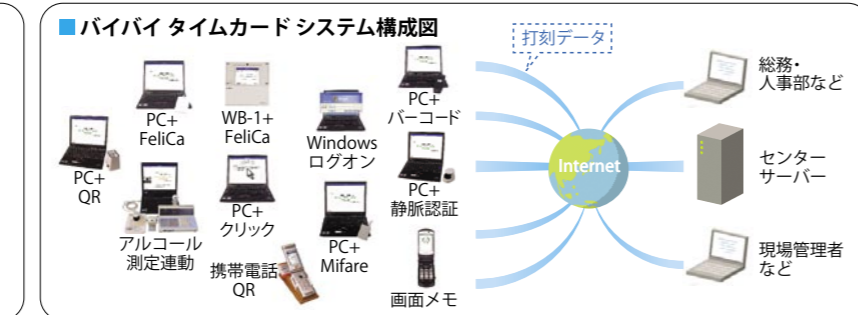 ■ バイバイ タイムカード システム構成図
打刻データ
PC+
FeliCa
WB-1+
FeliCa
Windows
ログオン
PC+
バーコード
PC+
QR
アルコール
測定連動
PC+
クリック
携帯電話
QR
PC+
Mifare
PC+
静脈認証
画面メモ
Internet
総務・
人事部など
センター
サーバー
現場管理者
など